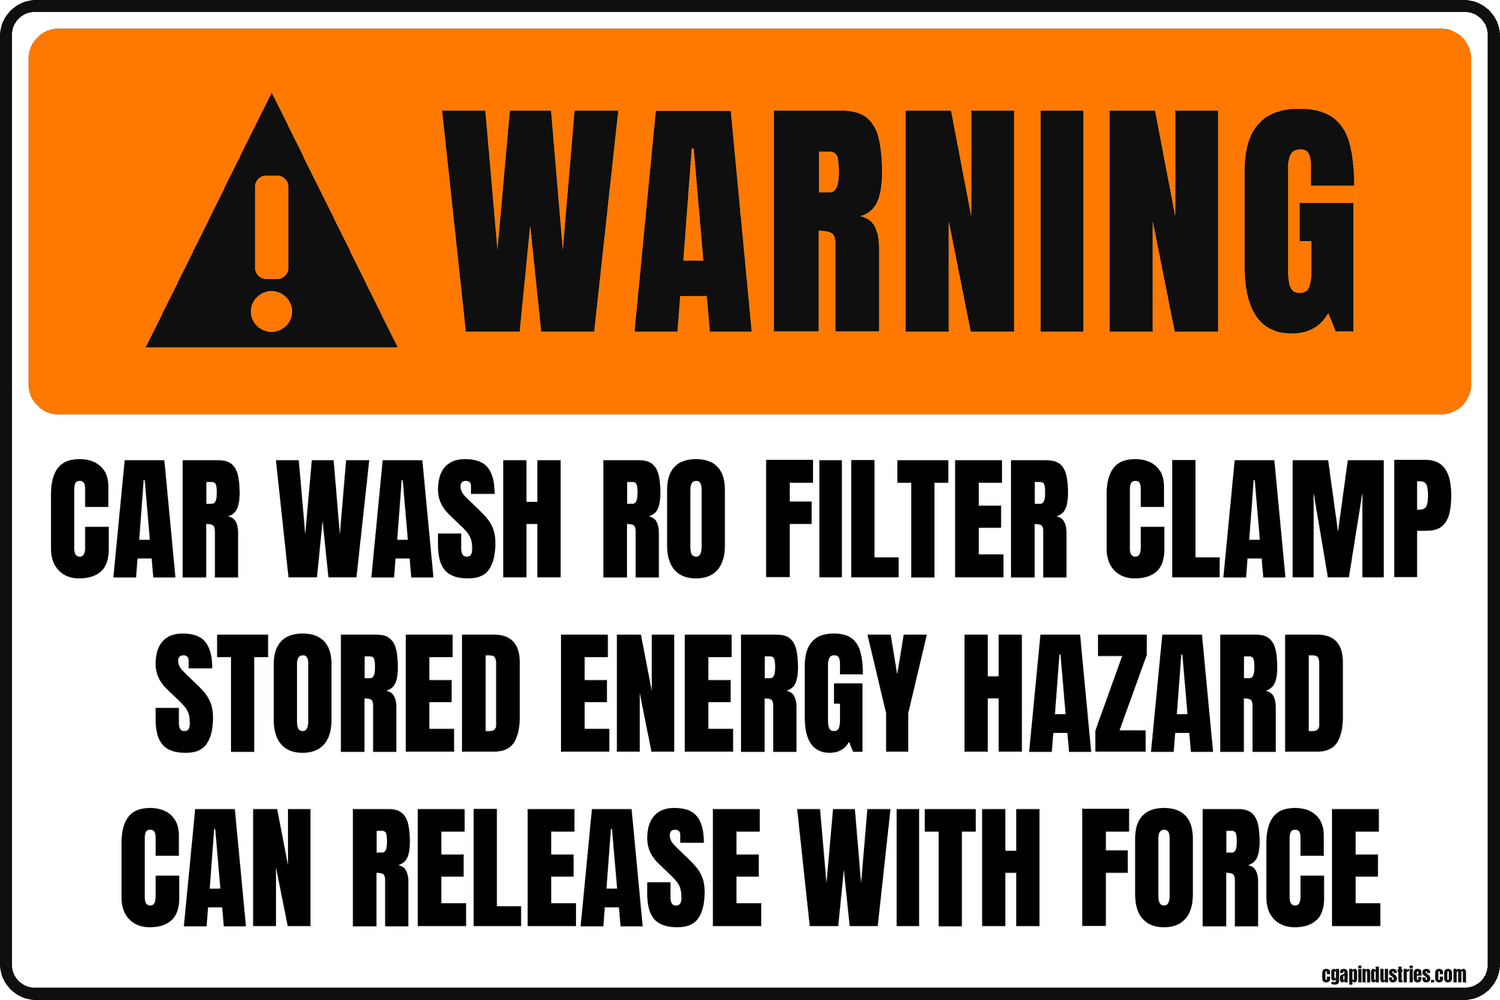 WARNING
CAR WASH RO FILTER CLAMP
STORED ENERGY HAZARD
CAN RELEASE WITH FORCE
cgapindustries.com